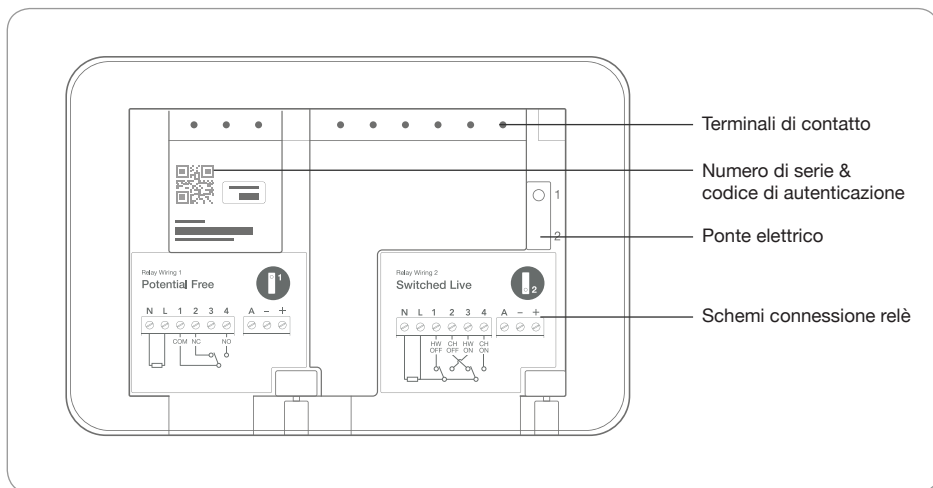 Terminali di contatto
Numero di serie &
codice di autenticazione
1
Ponte elettrico
2
Relay Wiring 1
Potential Free
1
N L 1 2 3 4 A – +
COM NC NO
Relay Wiring 2
Switched Live
2
N L 1 2 3 4 A – +
HW CH HW CH
OFF OFF ON ON
Schemi connessione relè